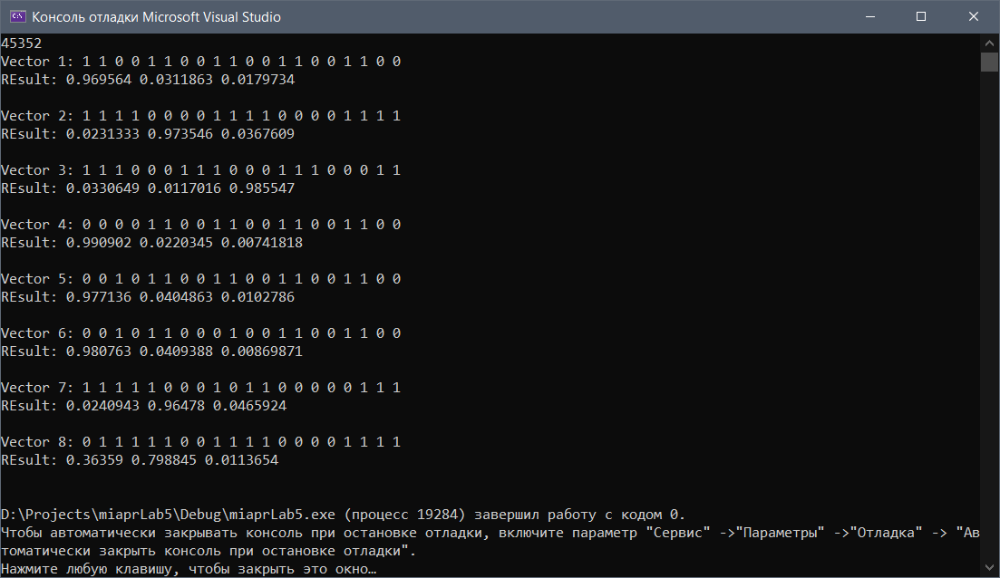 Консоль отладки Microsoft Visual Studio
45352
Vector 1: 1 1 0 0 1 1 0 0 1 1 0 0 1 1 0 0 1 1 0 0
REsult: 0.969564 0.0311863 0.0179734
Vector 2: 1 1 1 1 0 0 0 0 1 1 1 1 0 0 0 0 1 1 1 1
REsult: 0.0231333 0.973546 0.0367609
Vector 3: 1 1 1 0 0 0 1 1 1 0 0 0 1 1 1 0 0 0 1 1
REsult: 0.0330649 0.0117016 0.985547
Vector 4: 0 0 0 0 1 1 0 0 1 1 0 0 1 1 0 0 1 1 0 0
REsult: 0.990902 0.0220345 0.00741818
Vector 5: 0 0 1 0 1 1 0 0 1 1 0 0 1 1 0 0 1 1 0 0
REsult: 0.977136 0.0404863 0.0102786
Vector 6: 0 0 1 0 1 1 0 0 0 1 0 0 1 1 0 0 1 1 0 0
REsult: 0.980763 0.0409388 0.00869871
Vector 7: 1 1 1 1 1 0 0 0 1 0 1 1 0 0 0 0 0 1 1 1
REsult: 0.0240943 0.96478 0.0465924
Vector 8: 0 1 1 1 1 1 0 0 1 1 1 1 0 0 0 0 1 1 1 1
REsult: 0.36359 0.798845 0.0113654
D:\Projects\miaprLab5\Debug\miaprLab5.exe (процесс 19284) завершил работу с кодом 0.
Чтобы автоматически закрывать консоль при остановке отладки, включите параметр "Сервис" ->"Параметры" ->"Отладка" -> "Ав
томатически закрыть консоль при остановке отладки".
Нажмите любую клавишу, чтобы закрыть это окно…